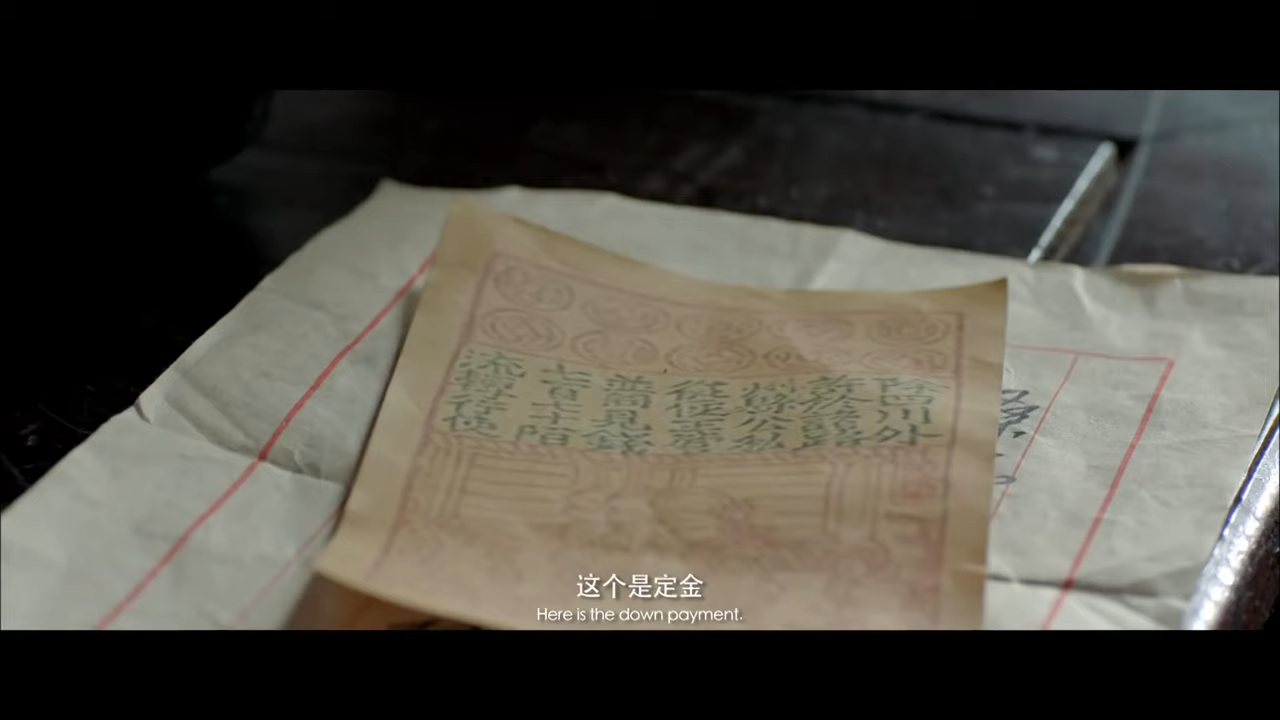 除四川外
許於諸路
州縣公私
從便主管
並同見錢
七百七十陌
流轉行使
这个是定金
Here is the down payment.